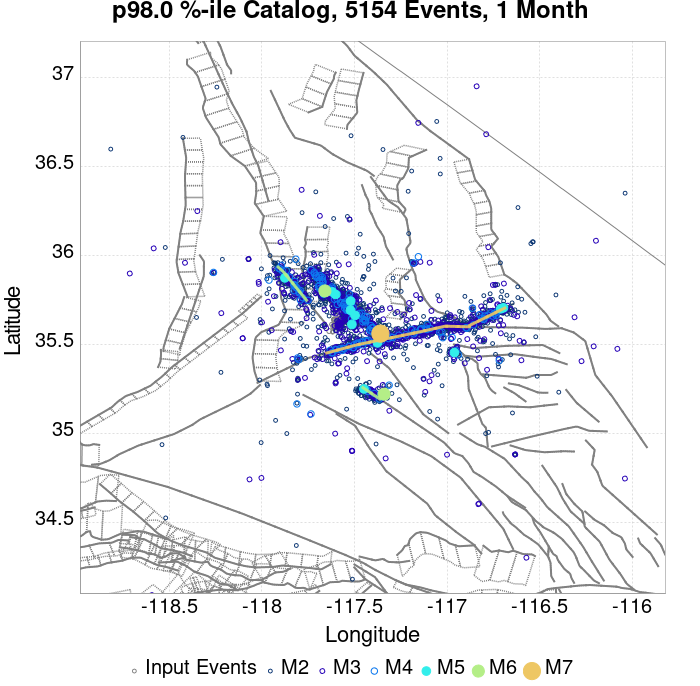 p98.0 %-ile Catalog, 5154 Events, 1 Month
37
36.5
36
35.5
35
34.5
Latitude
-118.5 -118 -117.5 -117 -116.5 -116
Longitude
Input Events M2 M3 M4 M5 M6 M7